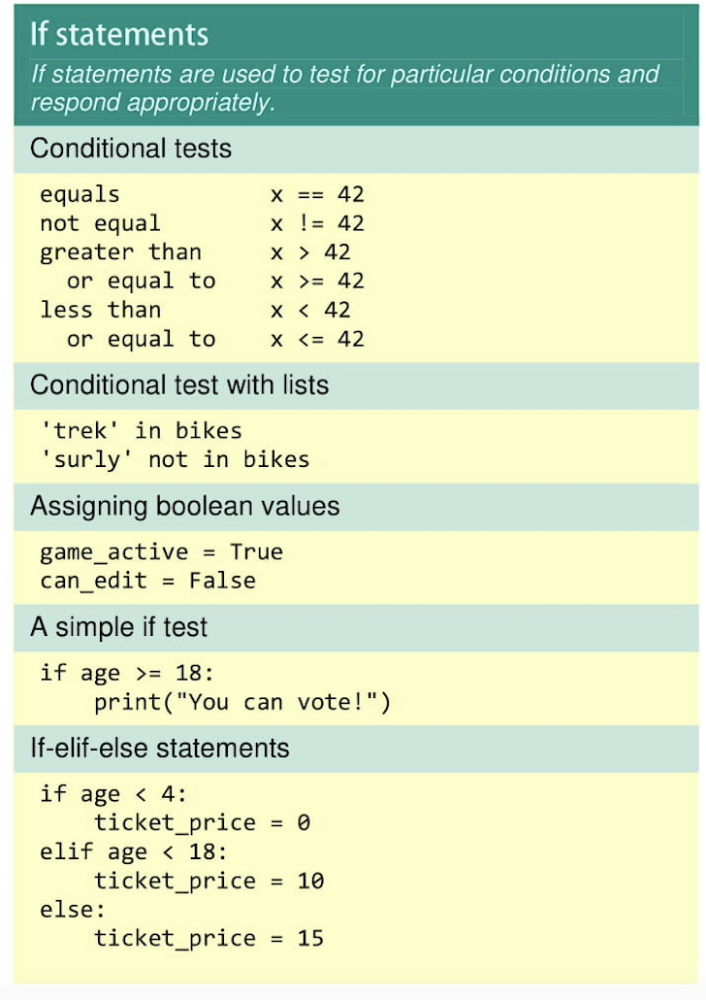 If statements
If statements are used to test for particular conditions and
respond appropriately.
Conditional tests
equals x == 42
not equal x != 42
greater than x > 42
or equal to x >= 42
less than x < 42
or equal to x <= 42
Conditional test with lists
'trek' in bikes
'surly' not in bikes
Assigning boolean values
game_active = True
can_edit = False
A simple if test
if age >= 18:
    print("You can vote!")
If-elif-else statements
if age < 4:
    ticket_price = 0
elif age < 18:
    ticket_price = 10
else:
    ticket_price = 15